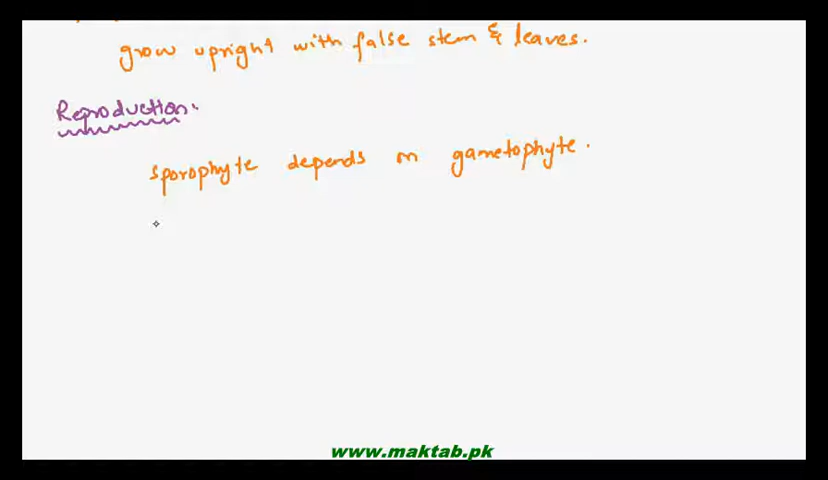 grow upright with false stem & leaves.
Reproduction.
sporophyte depends on gametophyte.
www.maktab.pk